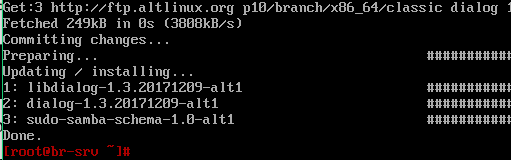 Get:3 http://ftp.altlinux.org p10/branch/x86_64/classic dialog 1
Fetched 249kB in 0s (3808kB/s)
Committing changes...
Preparing... ###########
Updating / installing...
1: libdialog-1.3.20171209-alt1 ###########
2: dialog-1.3.20171209-alt1 ###########
3: sudo-samba-schema-1.0-alt1 ###########
Done.
[root@br-srv ~]#